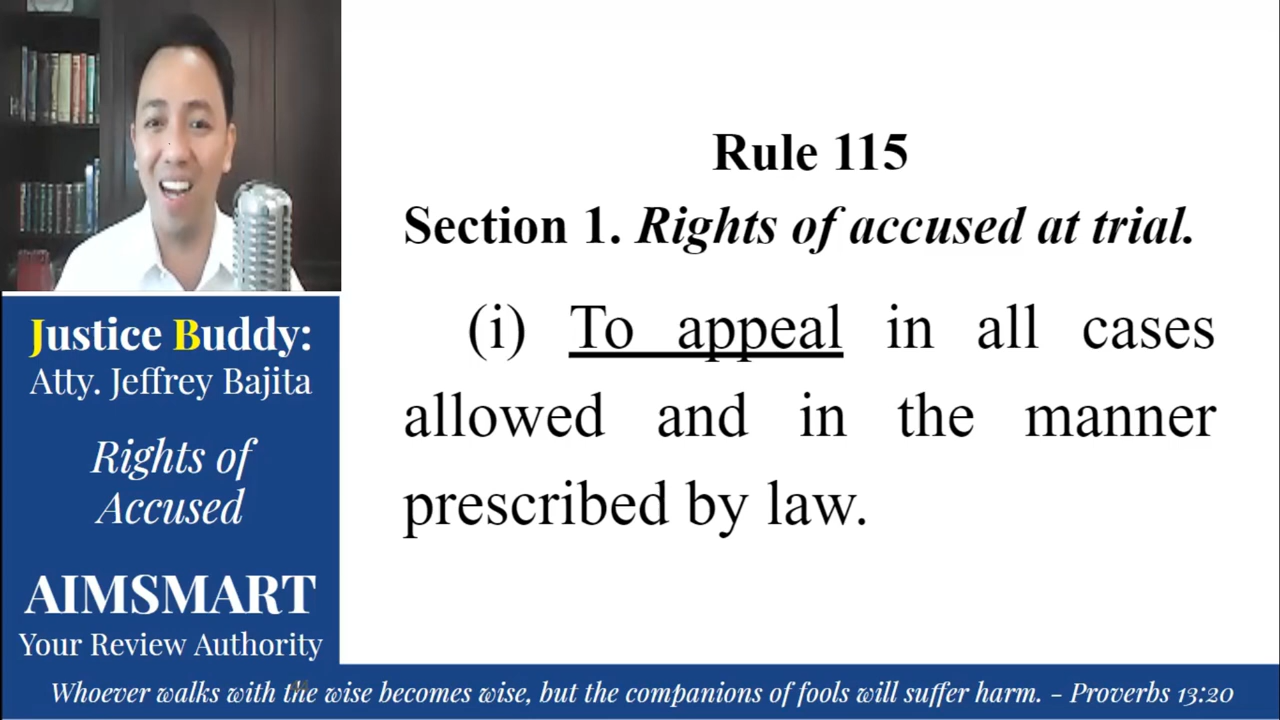 Rule 115
Section 1. Rights of accused at trial.
(i) To appeal in all cases
allowed and in the manner
prescribed by law.
Justice Buddy:
Atty. Jeffrey Bajita
Rights of
Accused
AIMSMART
Your Review Authority
Whoever walks with the wise becomes wise, but the companions of fools will suffer harm. – Proverbs 13:20